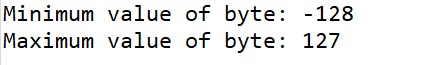 Minimum value of byte: -128
Maximum value of byte: 127